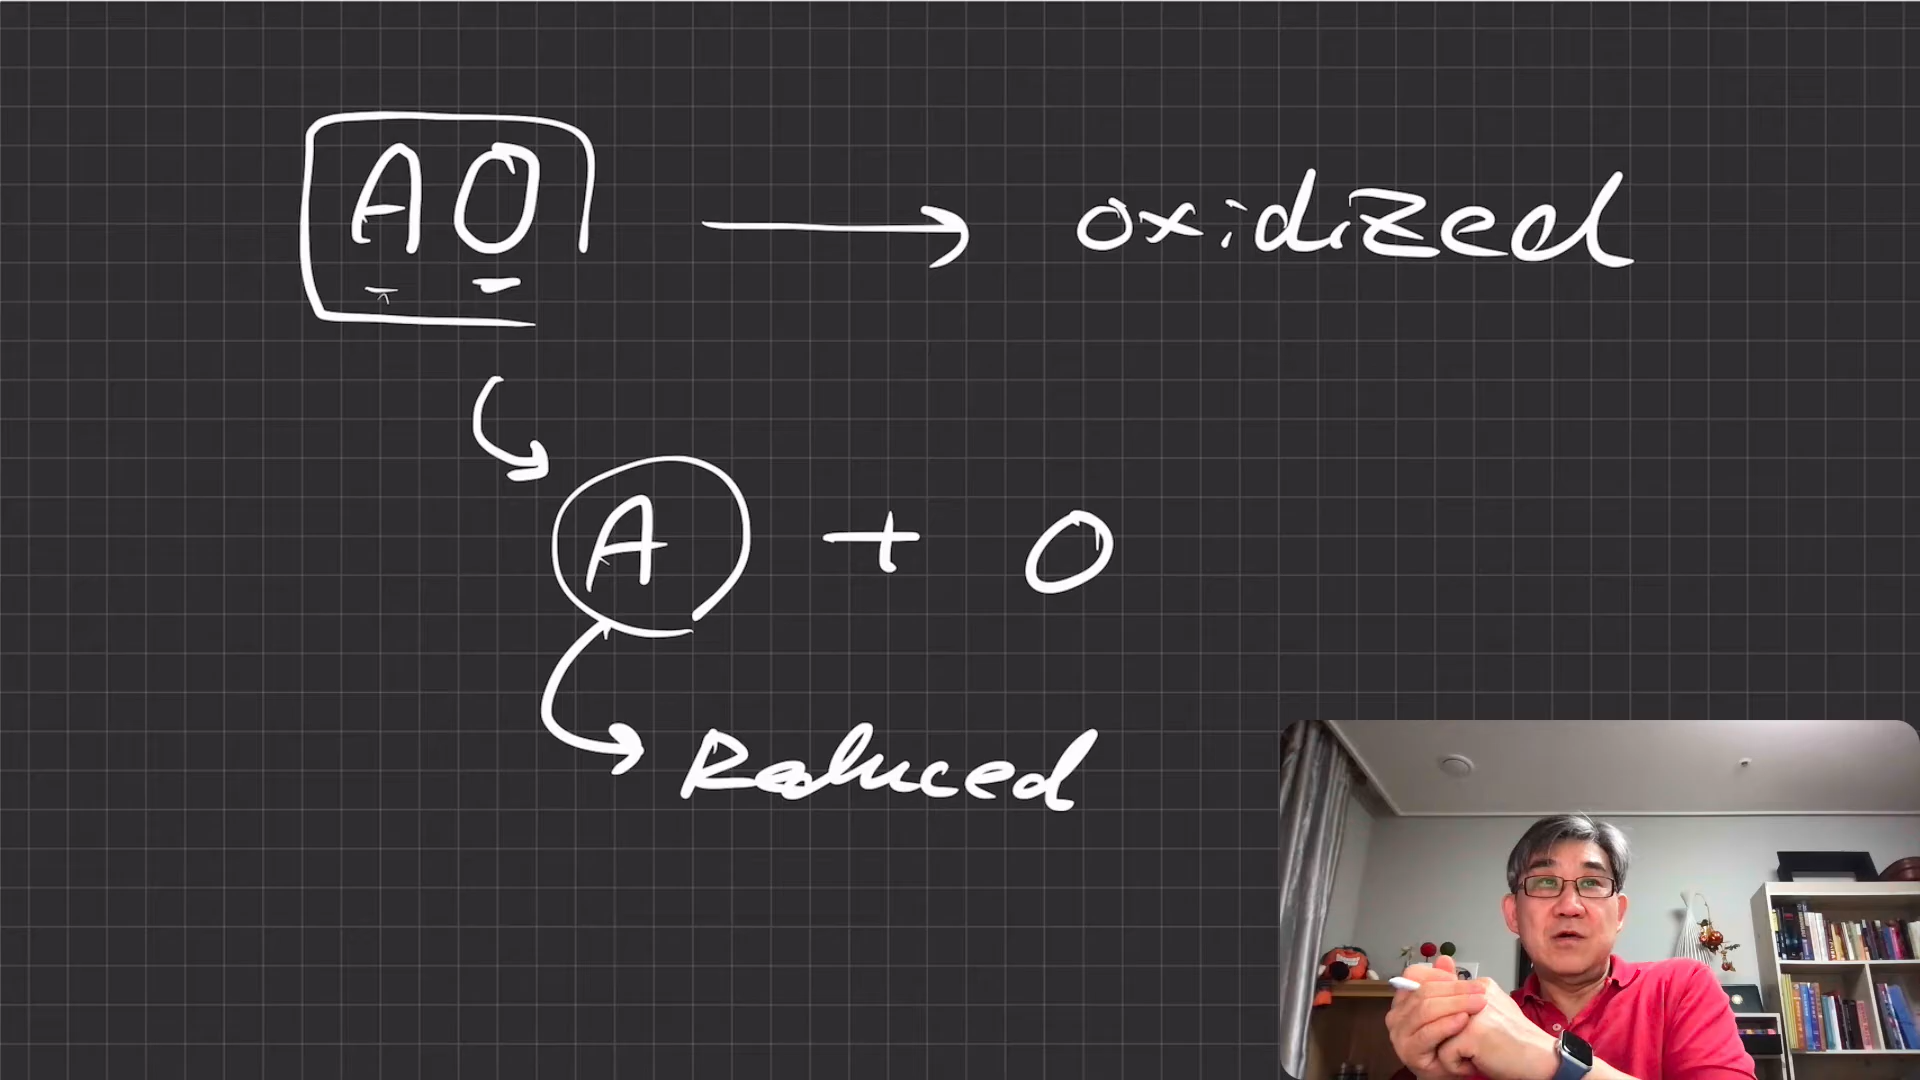 AO → oxidized
A + O
Reduced